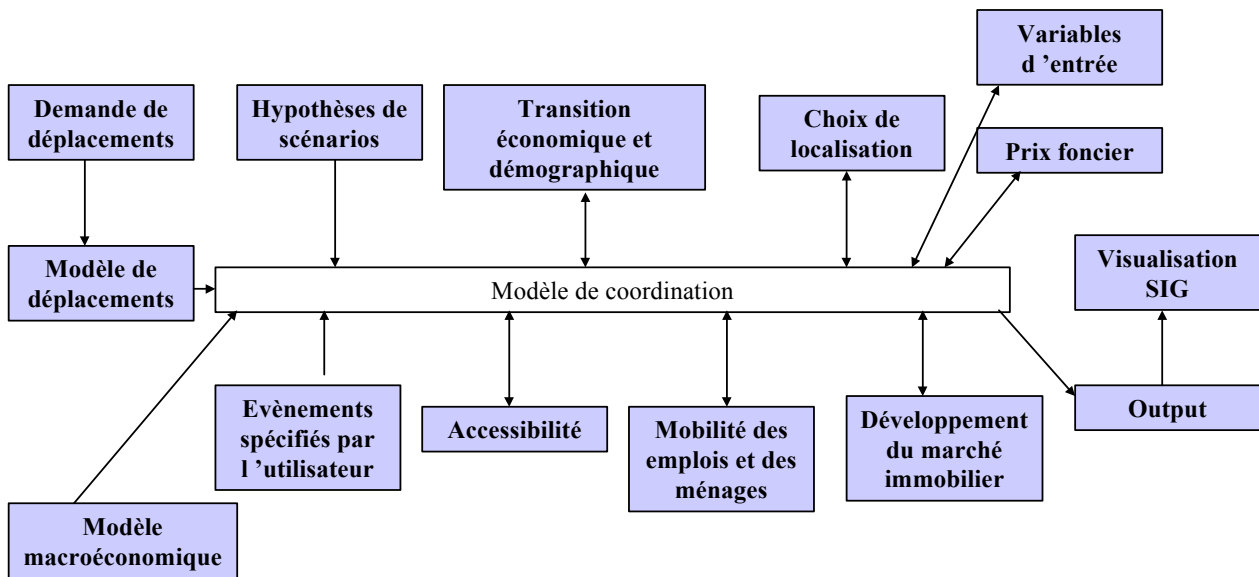 Variables
d ’entrée
Demande de
déplacements
Hypothèses de
scénarios
Transition
économique et
démographique
Choix de
localisation
Prix foncier
Modèle de
déplacements
Modèle de coordination
Visualisation
SIG
Evènements
spécifiés par
l ’utilisateur
Accessibilité
Mobilité des
emplois et des
ménages
Développement
du marché
immobilier
Output
Modèle
macroéconomique